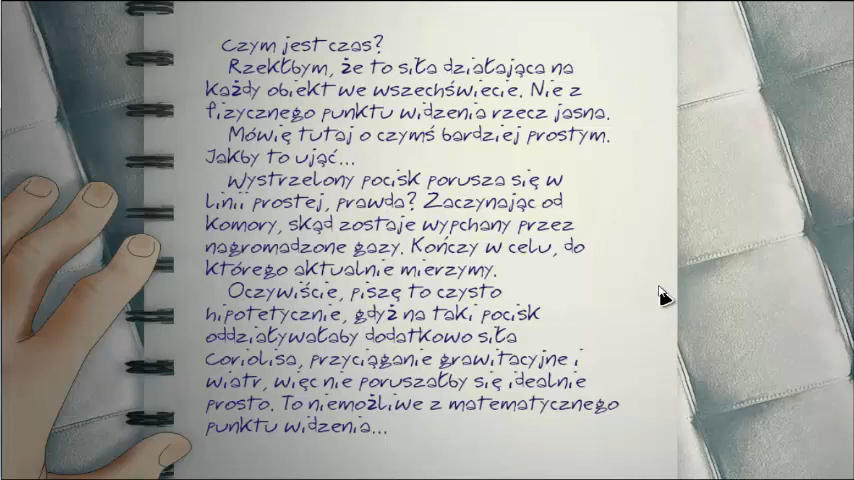 Czym jest czas?
Rzekłbym, że to siła działająca na
każdy obiekt we wszechświecie. Nie z
fizycznego punktu widzenia rzecz jasna.
Mówię tutaj o czymś bardziej prostym.
Jakby to ująć...
Wystrzelony pocisk porusza się w
linii prostej, prawda? Zaczynając od
komory, skąd zostaje wypchany przez
nagromadzone gazy. Kończy w celu, do
którego aktualnie mierzymy.
Oczywiście, piszę to czysto
hipotetycznie, gdyż na taki pocisk
oddziaływałaby dodatkowo siła
Coriolisa, przyciąganie grawitacyjne i
wiatr, więc nie poruszałby się idealnie
prosto. To niemożliwe z matematycznego
punktu widzenia...